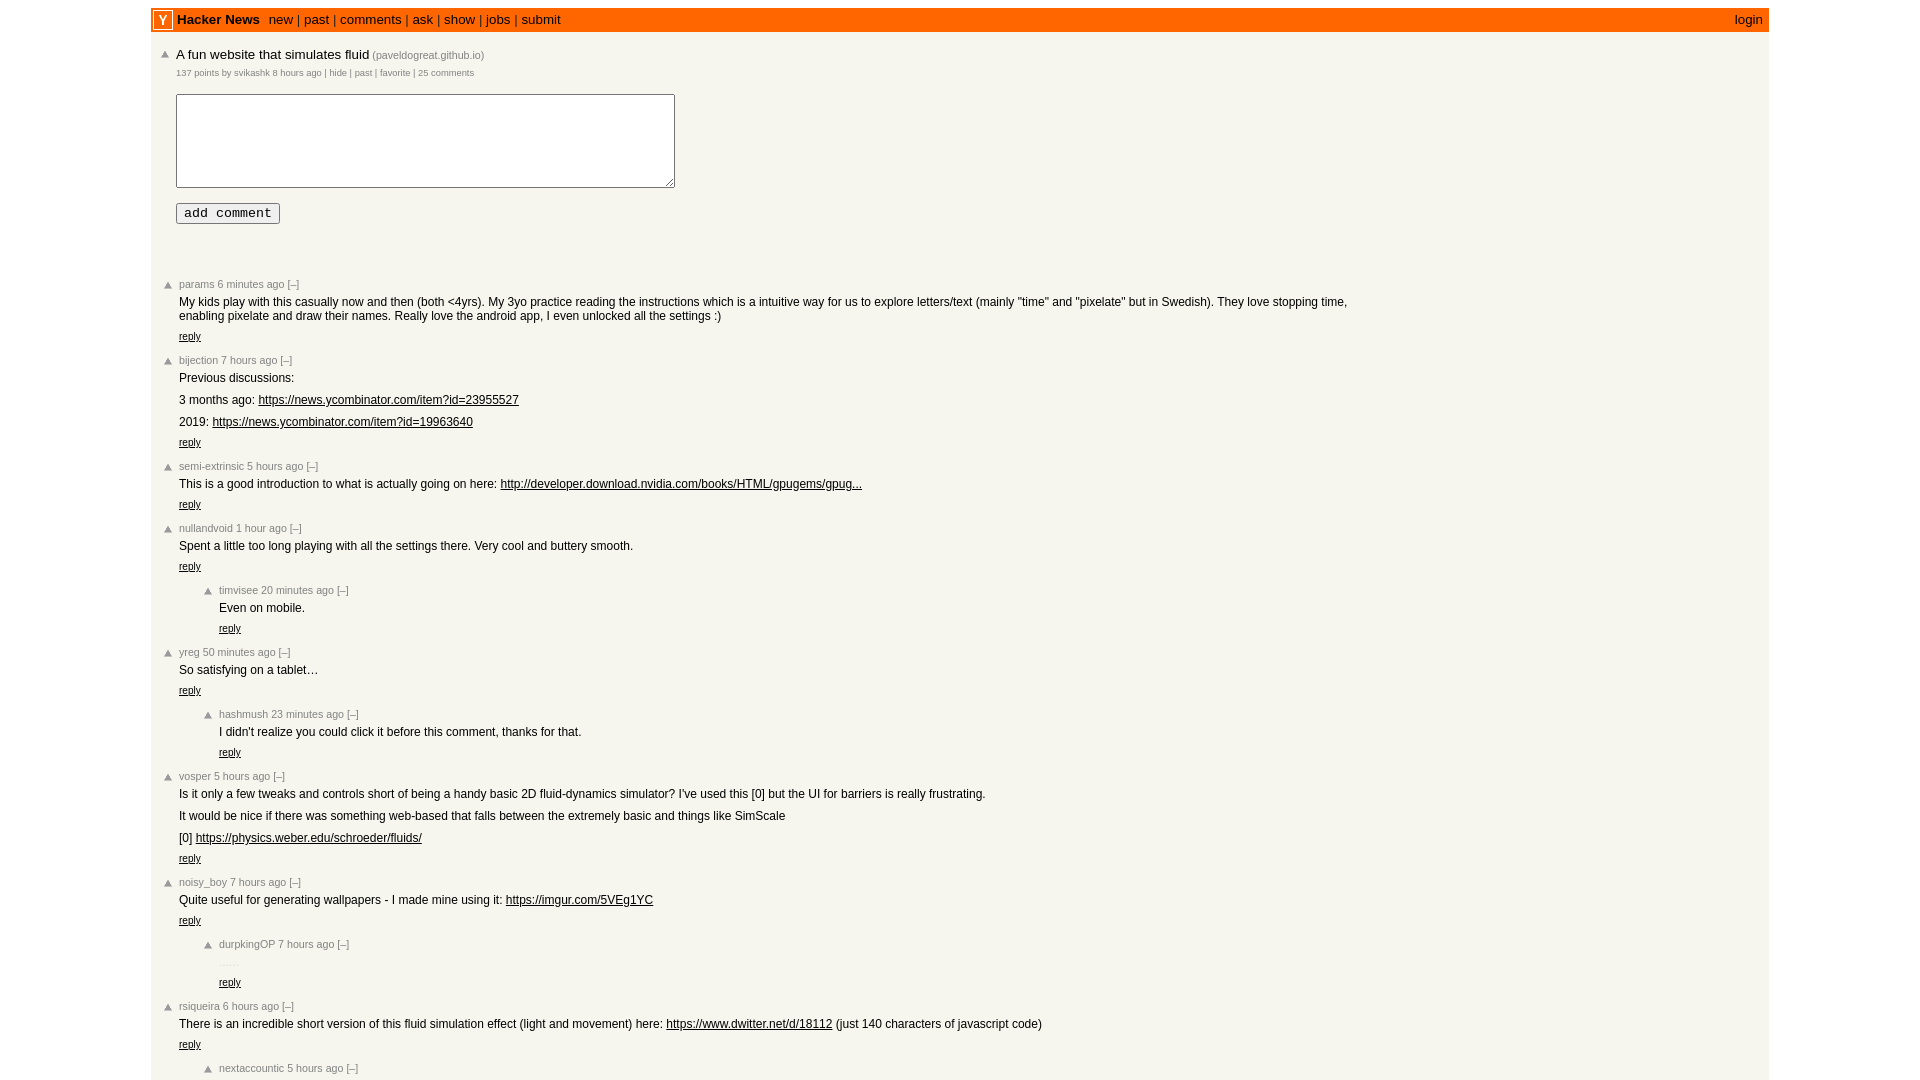 Y Hacker News new | past | comments | ask | show | jobs | submit login
A fun website that simulates fluid (paveldogreat.github.io)
137 points by svikashk 8 hours ago | hide | past | favorite | 25 comments
add comment
params 6 minutes ago [–]
My kids play with this casually now and then (both <4yrs). My 3yo practice reading the instructions which is a intuitive way for us to explore letters/text (mainly "time" and "pixelate" but in Swedish). They love stopping time,
enabling pixelate and draw their names. Really love the android app, I even unlocked all the settings :)
reply
bijection 7 hours ago [–]
Previous discussions:
3 months ago: https://news.ycombinator.com/item?id=23955527
2019: https://news.ycombinator.com/item?id=19963640
reply
semi-extrinsic 5 hours ago [–]
This is a good introduction to what is actually going on here: http://developer.download.nvidia.com/books/HTML/gpugems/gpug...
reply
nullandvoid 1 hour ago [–]
Spent a little too long playing with all the settings there. Very cool and buttery smooth.
reply
timvisee 20 minutes ago [–]
Even on mobile.
reply
yreg 50 minutes ago [–]
So satisfying on a tablet…
reply
hashmush 23 minutes ago [–]
I didn't realize you could click it before this comment, thanks for that.
reply
vosper 5 hours ago [–]
Is it only a few tweaks and controls short of being a handy basic 2D fluid-dynamics simulator? I've used this [0] but the UI for barriers is really frustrating.
It would be nice if there was something web-based that falls between the extremely basic and things like SimScale
[0] https://physics.weber.edu/schroeder/fluids/
reply
noisy_boy 7 hours ago [–]
Quite useful for generating wallpapers - I made mine using it: https://imgur.com/5VEg1YC
reply
durpkingOP 7 hours ago [–]
......
reply
rsiqueira 6 hours ago [–]
There is an incredible short version of this fluid simulation effect (light and movement) here: https://www.dwitter.net/d/18112 (just 140 characters of javascript code)
reply
nextaccountic 5 hours ago [–]